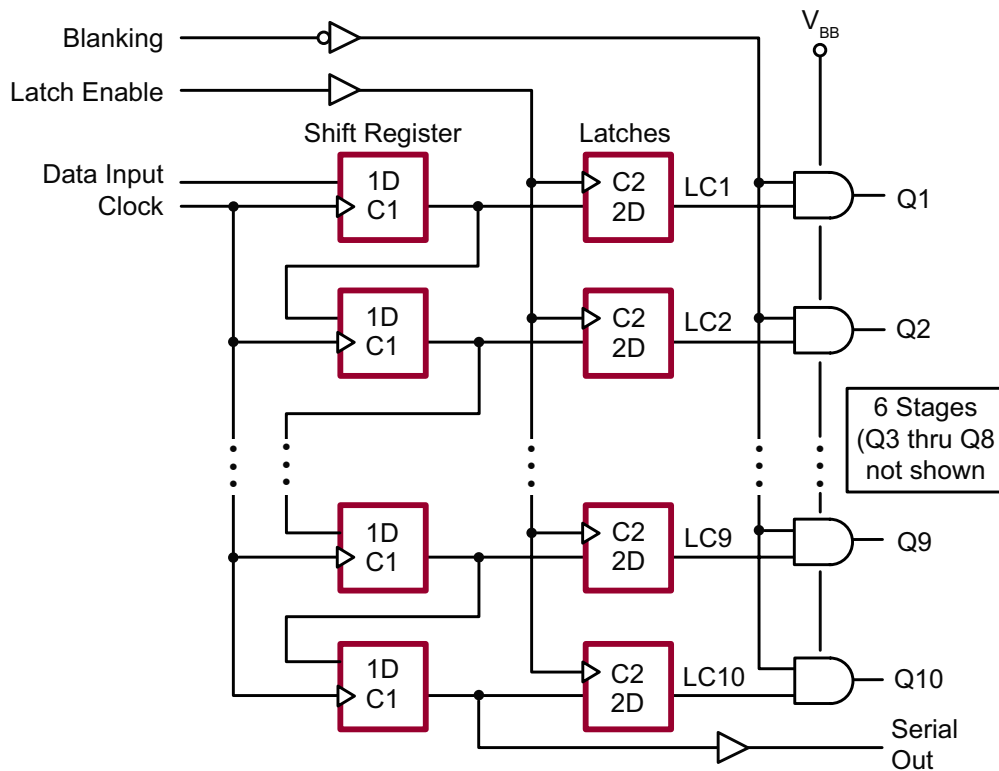 Blanking
V_BB
Latch Enable
Shift Register
Latches
Data Input
Clock
1D
C1
C2
2D
LC1
Q1
1D
C1
C2
2D
LC2
Q2
6 Stages
(Q3 thru Q8
not shown
1D
C1
C2
2D
LC9
Q9
1D
C1
C2
2D
LC10
Q10
Serial
Out